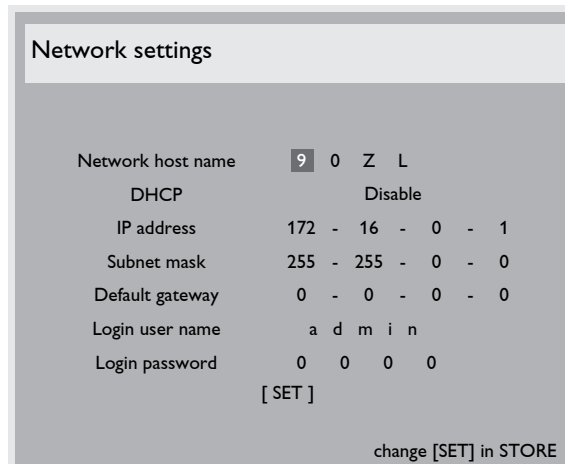 Network settings
Network host name 9 0 Z L
DHCP Disable
IP address 172 - 16 - 0 - 1
Subnet mask 255 - 255 - 0 - 0
Default gateway 0 - 0 - 0 - 0
Login user name a d m i n
Login password 0 0 0 0
[ SET ]
change [SET] in STORE